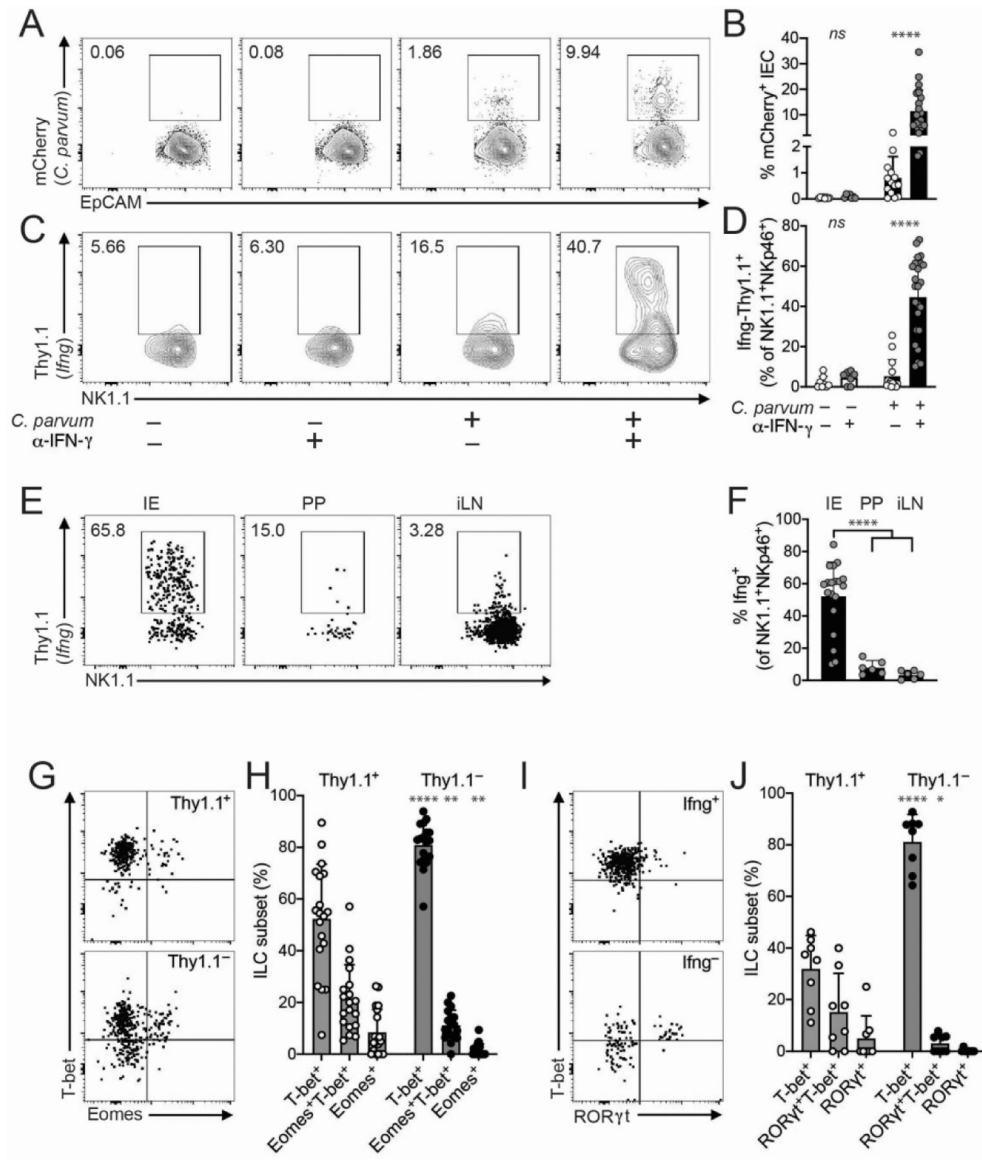 A
0.06
0.08
1.86
9.94
mCherry
(C. parvum)
EpCAM
B
ns
****
% mCherry+ IEC
40
30
20
10
2
1
0
C
5.66
6.30
16.5
40.7
Thy1.1
(Ifng)
NK1.1
C. parvum
– – + +
α-IFN-γ
– + – +
D
ns
****
Ifng-Thy1.1+
(% of NK1.1+NKp46+)
80
60
40
20
0
C. parvum
– – + +
α-IFN-γ
– + – +
E
IE
PP
iLN
65.8
15.0
3.28
Thy1.1
(Ifng)
NK1.1
F
IE PP iLN
****
% Ifng+
(of NK1.1+NKp46+)
100
80
60
40
20
0
G
Thy1.1+
Thy1.1–
T-bet
Eomes
H
Thy1.1+
Thy1.1–
**** ** **
ILC subset (%)
100
80
60
40
20
0
T-bet+
Eomes+T-bet+
Eomes+
T-bet+
Eomes+T-bet+
Eomes+
I
Ifng+
Ifng–
T-bet
RORγt
J
Thy1.1+
Thy1.1–
**** *
ILC subset (%)
100
80
60
40
20
0
T-bet+
RORγt+T-bet+
RORγt+
T-bet+
RORγt+T-bet+
RORγt+